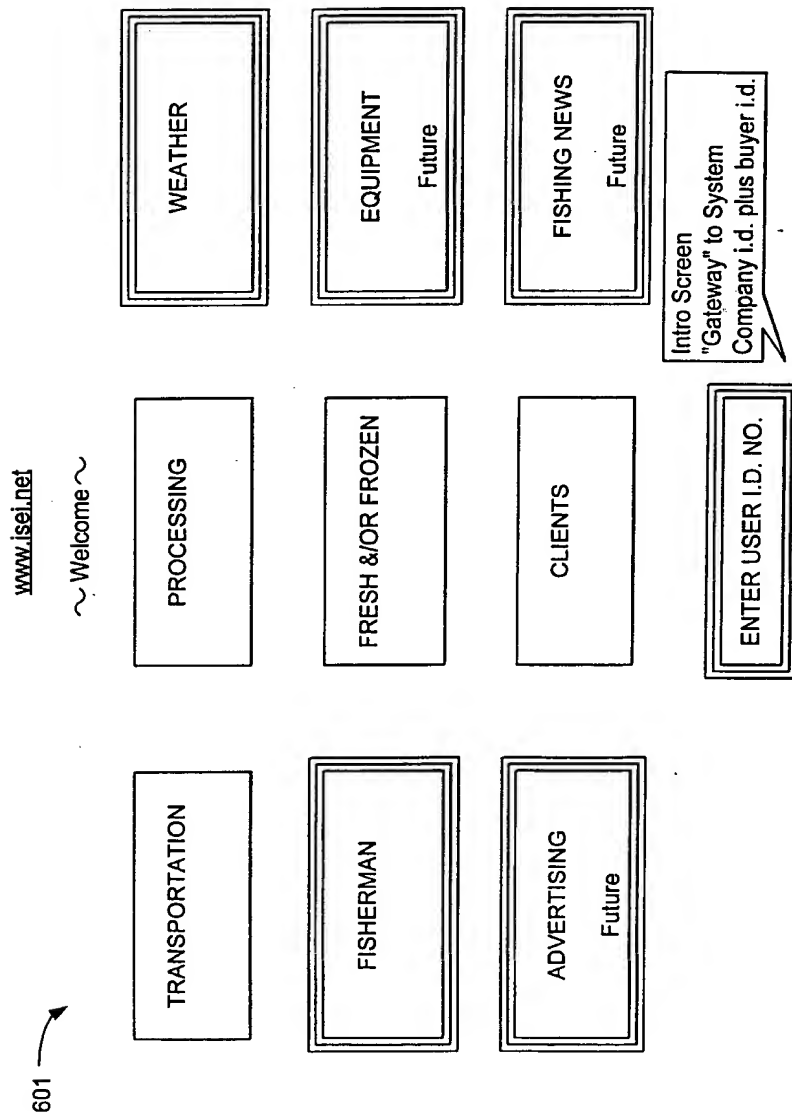 601
www.isei.net
~ Welcome ~
TRANSPORTATION
PROCESSING
WEATHER
FISHERMAN
FRESH &/OR FROZEN
EQUIPMENT
Future
ADVERTISING
Future
CLIENTS
FISHING NEWS
Future
ENTER USER I.D. NO.
Intro Screen
"Gateway" to System
Company i.d. plus buyer i.d.